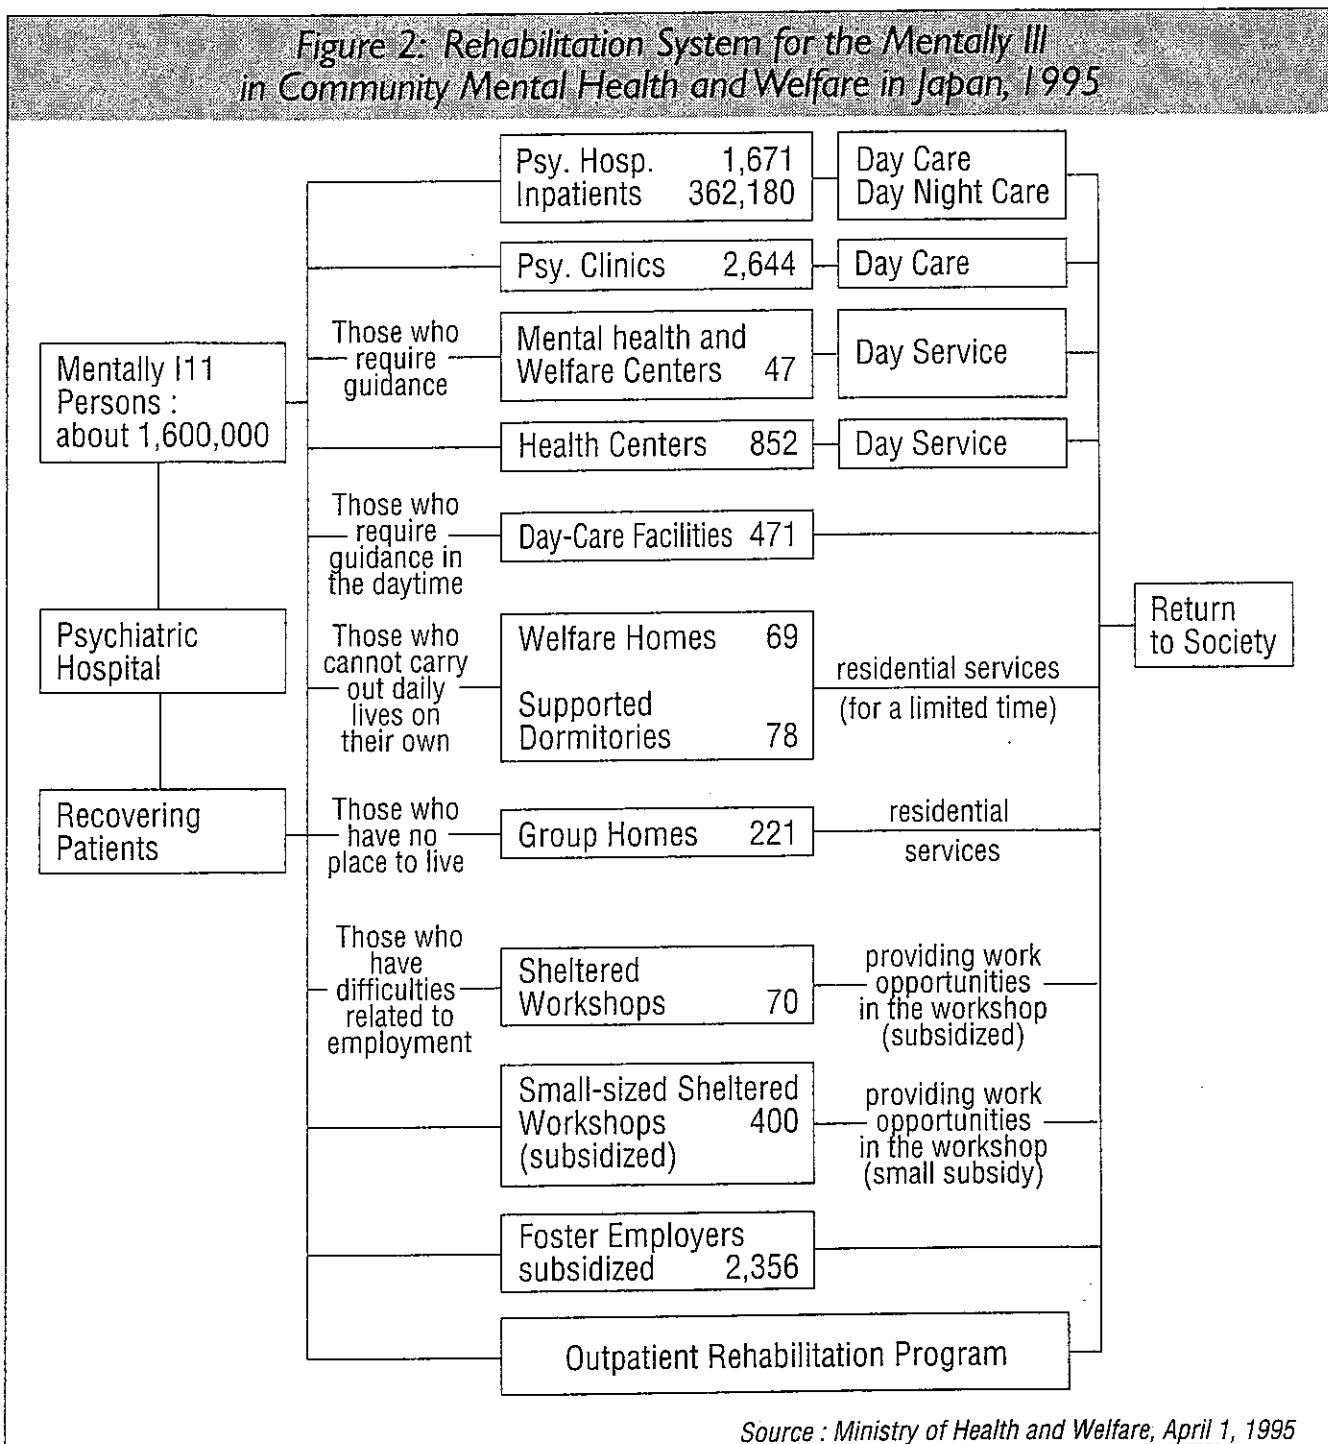 Figure 2: Rehabilitation System for the Mentally Ill
in Community Mental Health and Welfare in Japan, 1995
Psy. Hosp. 1,671
Inpatients 362,180
Day Care
Day Night Care
Psy. Clinics 2,644
Day Care
Those who
require
guidance
Mental health and
Welfare Centers 47
Day Service
Mentally I11
Persons :
about 1,600,000
Health Centers 852
Day Service
Those who
require
guidance in
the daytime
Day-Care Facilities 471
Psychiatric
Hospital
Those who
cannot carry
out daily
lives on
their own
Welfare Homes 69
Supported
Dormitories 78
residential services
(for a limited time)
Return
to Society
Recovering
Patients
Those who
have no
place to live
Group Homes 221
residential
services
Those who
have
difficulties
related to
employment
Sheltered
Workshops 70
providing work
opportunities
in the workshop
(subsidized)
Small-sized Sheltered
Workshops 400
(subsidized)
providing work
opportunities
in the workshop
(small subsidy)
Foster Employers
subsidized 2,356
Outpatient Rehabilitation Program
Source : Ministry of Health and Welfare, April 1, 1995